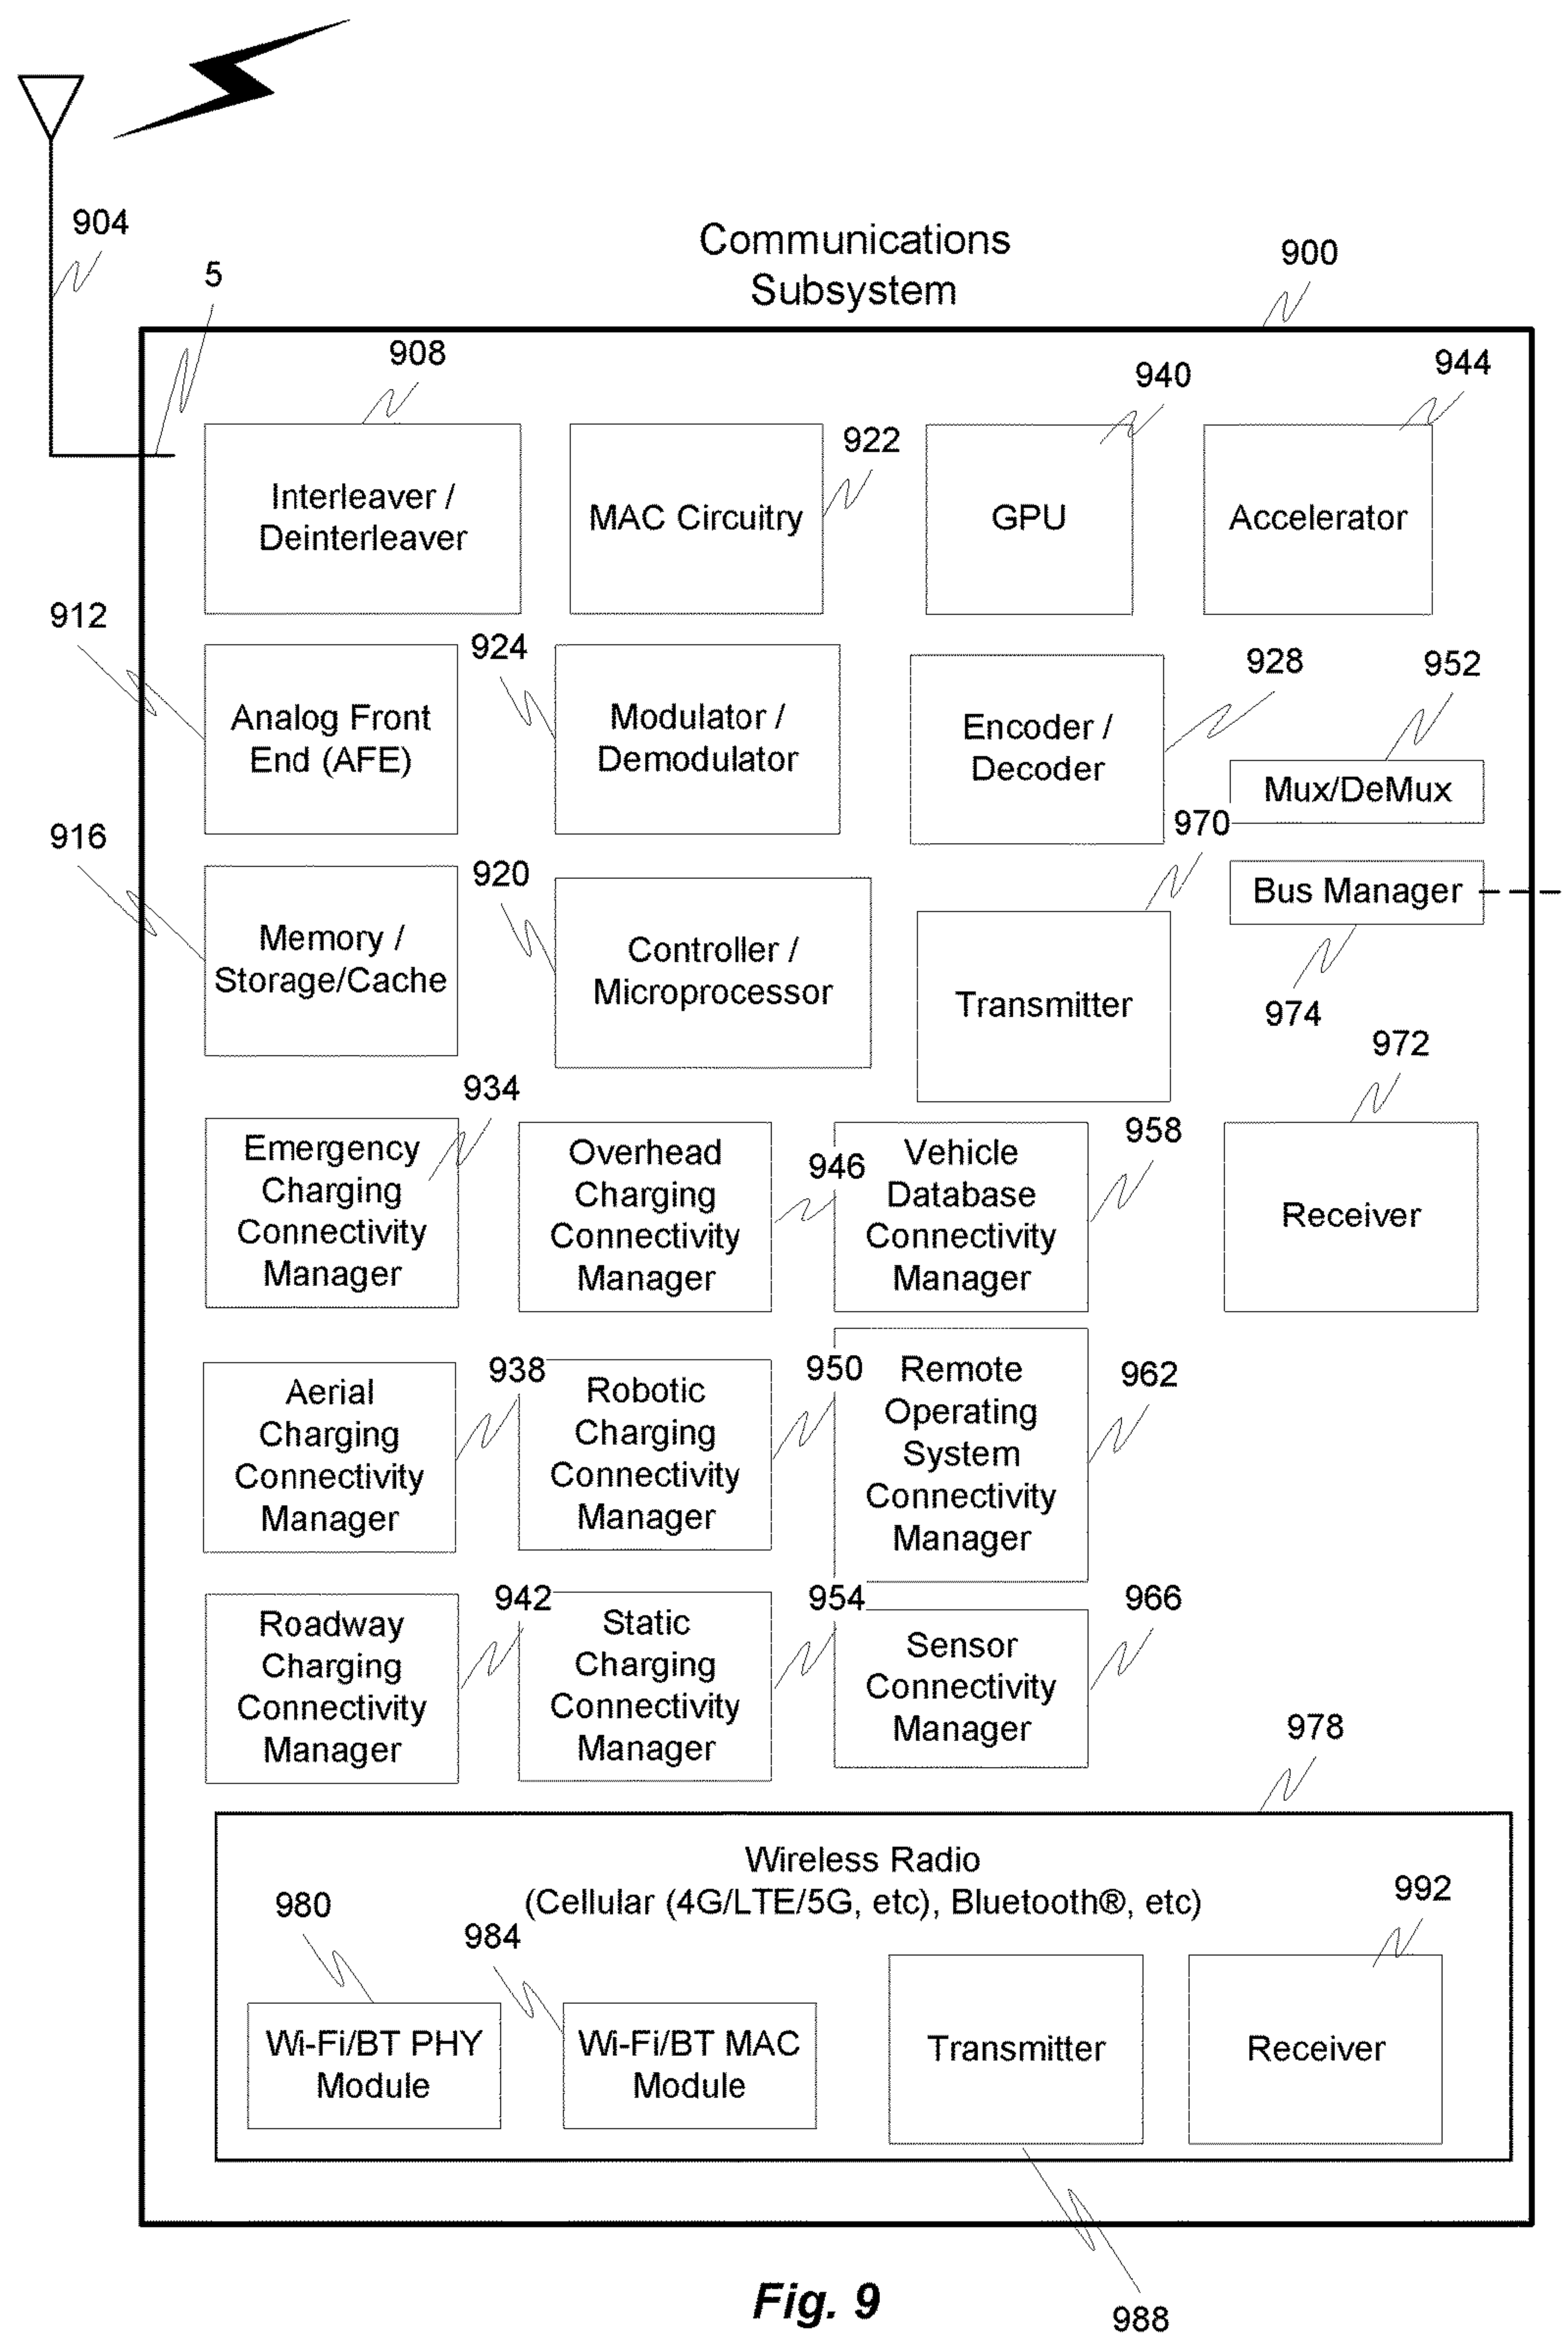 904
5
Communications
Subsystem
900
908
940
944
922
Interleaver /
Deinterleaver
MAC Circuitry
GPU
Accelerator
912
924
928
952
Analog Front
End (AFE)
Modulator /
Demodulator
Encoder /
Decoder
Mux/DeMux
970
916
920
Bus Manager
974
Memory /
Storage/Cache
Controller /
Microprocessor
Transmitter
972
934
946
958
Emergency
Charging
Connectivity
Manager
Overhead
Charging
Connectivity
Manager
Vehicle
Database
Connectivity
Manager
Receiver
938
950
962
Aerial
Charging
Connectivity
Manager
Robotic
Charging
Connectivity
Manager
Remote
Operating
System
Connectivity
Manager
942
954
966
Roadway
Charging
Connectivity
Manager
Static
Charging
Connectivity
Manager
Sensor
Connectivity
Manager
978
Wireless Radio
(Cellular (4G/LTE/5G, etc), Bluetooth®, etc)
980
984
992
Wi-Fi/BT PHY
Module
Wi-Fi/BT MAC
Module
Transmitter
Receiver
988
Fig. 9